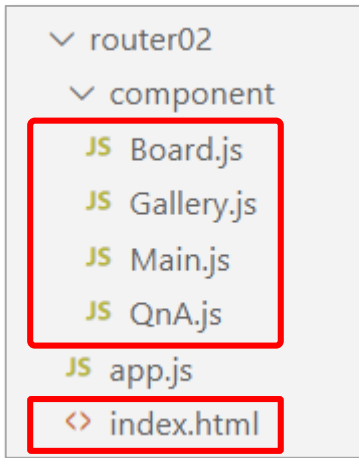 router02
component
JS Board.js
JS Gallery.js
JS Main.js
JS QnA.js
JS app.js
<> index.html